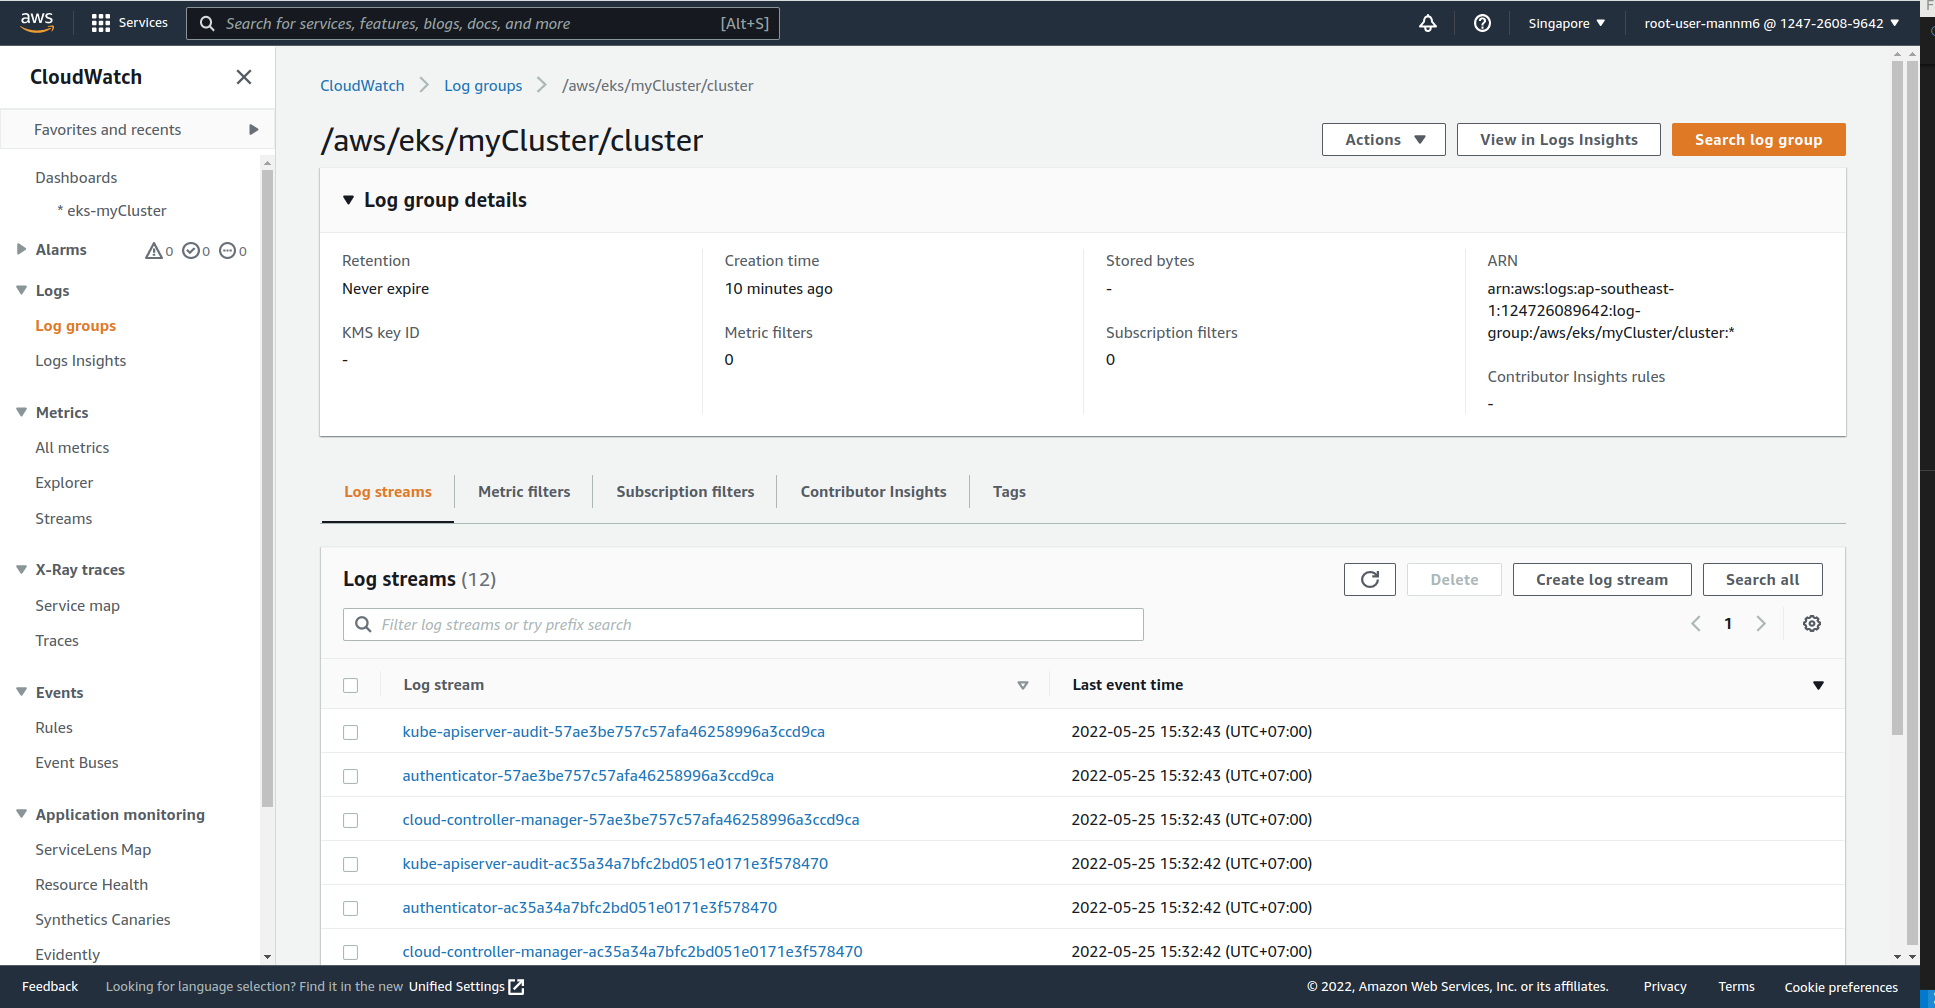 aws
Services
Search for services, features, blogs, docs, and more
[Alt+S]
Singapore
root-user-mannm6 @ 1247-2608-9642
CloudWatch
Favorites and recents
Dashboards
* eks-myCluster
Alarms
0
0
0
Logs
Log groups
Logs Insights
Metrics
All metrics
Explorer
Streams
X-Ray traces
Service map
Traces
Events
Rules
Event Buses
Application monitoring
ServiceLens Map
Resource Health
Synthetics Canaries
Evidently
CloudWatch
Log groups
/aws/eks/myCluster/cluster
/aws/eks/myCluster/cluster
Actions
View in Logs Insights
Search log group
Log group details
Retention
Never expire
KMS key ID
-
Creation time
10 minutes ago
Metric filters
0
Stored bytes
-
Subscription filters
0
ARN
arn:aws:logs:ap-southeast-
1:124726089642:log-
group:/aws/eks/myCluster/cluster:*
Contributor Insights rules
-
Log streams
Metric filters
Subscription filters
Contributor Insights
Tags
Log streams (12)
Delete
Create log stream
Search all
Filter log streams or try prefix search
1
Log stream
Last event time
kube-apiserver-audit-57ae3be757c57afa46258996a3ccd9ca
2022-05-25 15:32:43 (UTC+07:00)
authenticator-57ae3be757c57afa46258996a3ccd9ca
2022-05-25 15:32:43 (UTC+07:00)
cloud-controller-manager-57ae3be757c57afa46258996a3ccd9ca
2022-05-25 15:32:43 (UTC+07:00)
kube-apiserver-audit-ac35a34a7bfc2bd051e0171e3f578470
2022-05-25 15:32:42 (UTC+07:00)
authenticator-ac35a34a7bfc2bd051e0171e3f578470
2022-05-25 15:32:42 (UTC+07:00)
cloud-controller-manager-ac35a34a7bfc2bd051e0171e3f578470
2022-05-25 15:32:42 (UTC+07:00)
Feedback
Looking for language selection? Find it in the new Unified Settings
© 2022, Amazon Web Services, Inc. or its affiliates.
Privacy
Terms
Cookie preferences